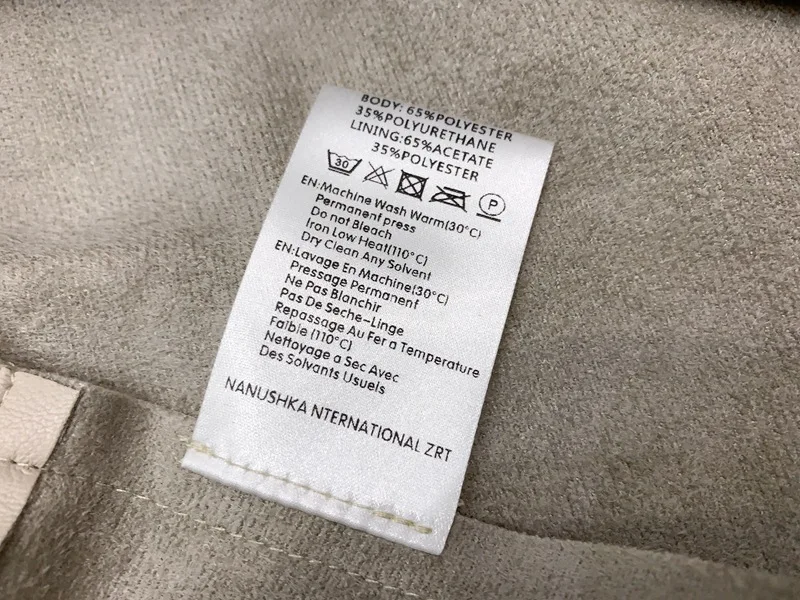 BODY: 65%POLYESTER
35%POLYURETHANE
LINING:65%ACETATE
35%POLYESTER
30 P
EN:Machine Wash Warm(30°C)
Permanent press
Do not Bleach
Iron Low Heat(110°C)
Dry Clean Any Solvent
EN:Lavage En Machine(30°C)
Pressage Permanent
Ne Pas Blanchir
Pas De Seche-Linge
Repassage Au Fer a Temperature
Faible (110°C)
Nettoyage a Sec Avec
Des Solvants Usuels
NANUSHKA NTERNATIONAL ZRT